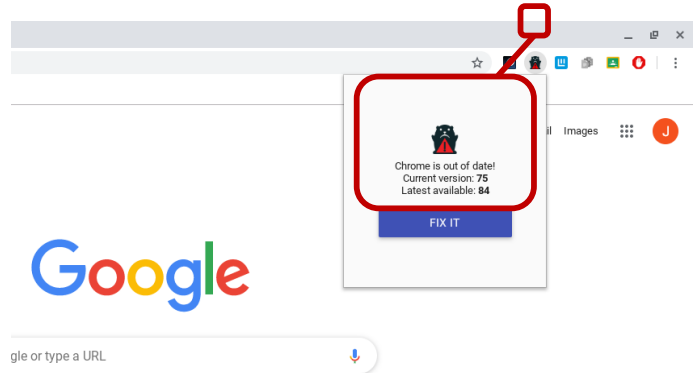 il Images
J
Chrome is out of date!
Current version: 75
Latest available: 84
FIX IT
Google
gle or type a URL